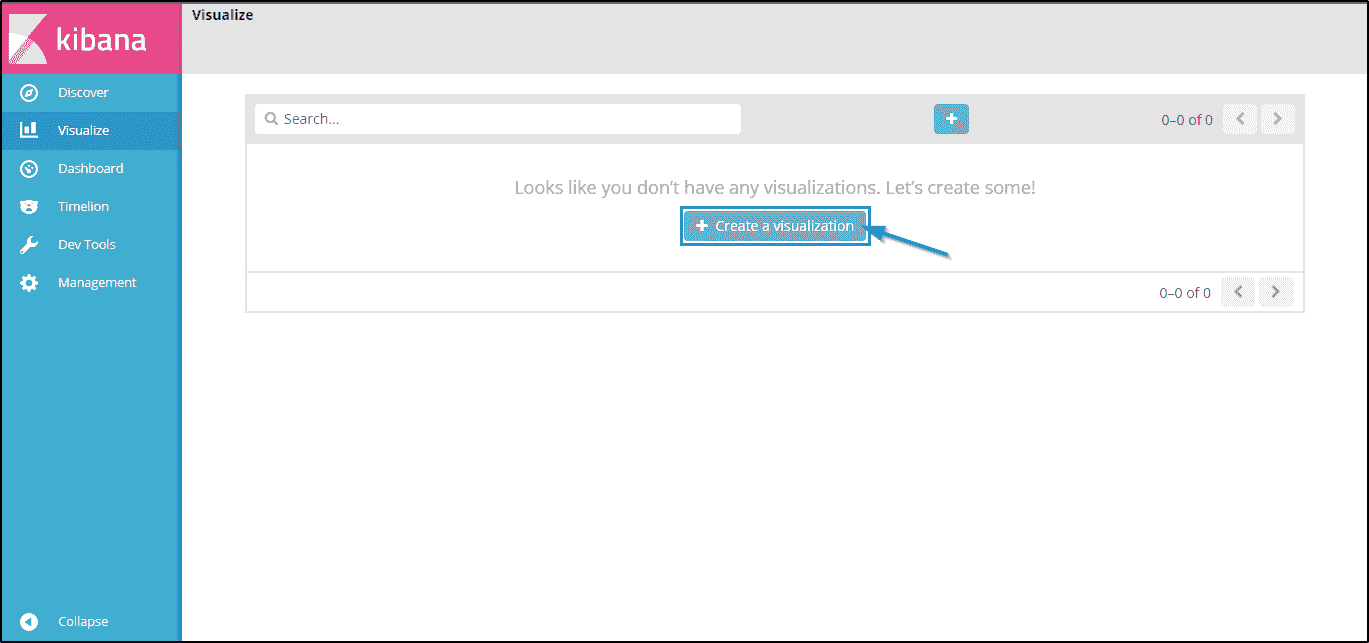 kibana
Visualize
Discover
Visualize
Dashboard
Timelion
Dev Tools
Management
Collapse
Search...
0–0 of 0
Looks like you don’t have any visualizations. Let’s create some!
Create a visualization
0–0 of 0